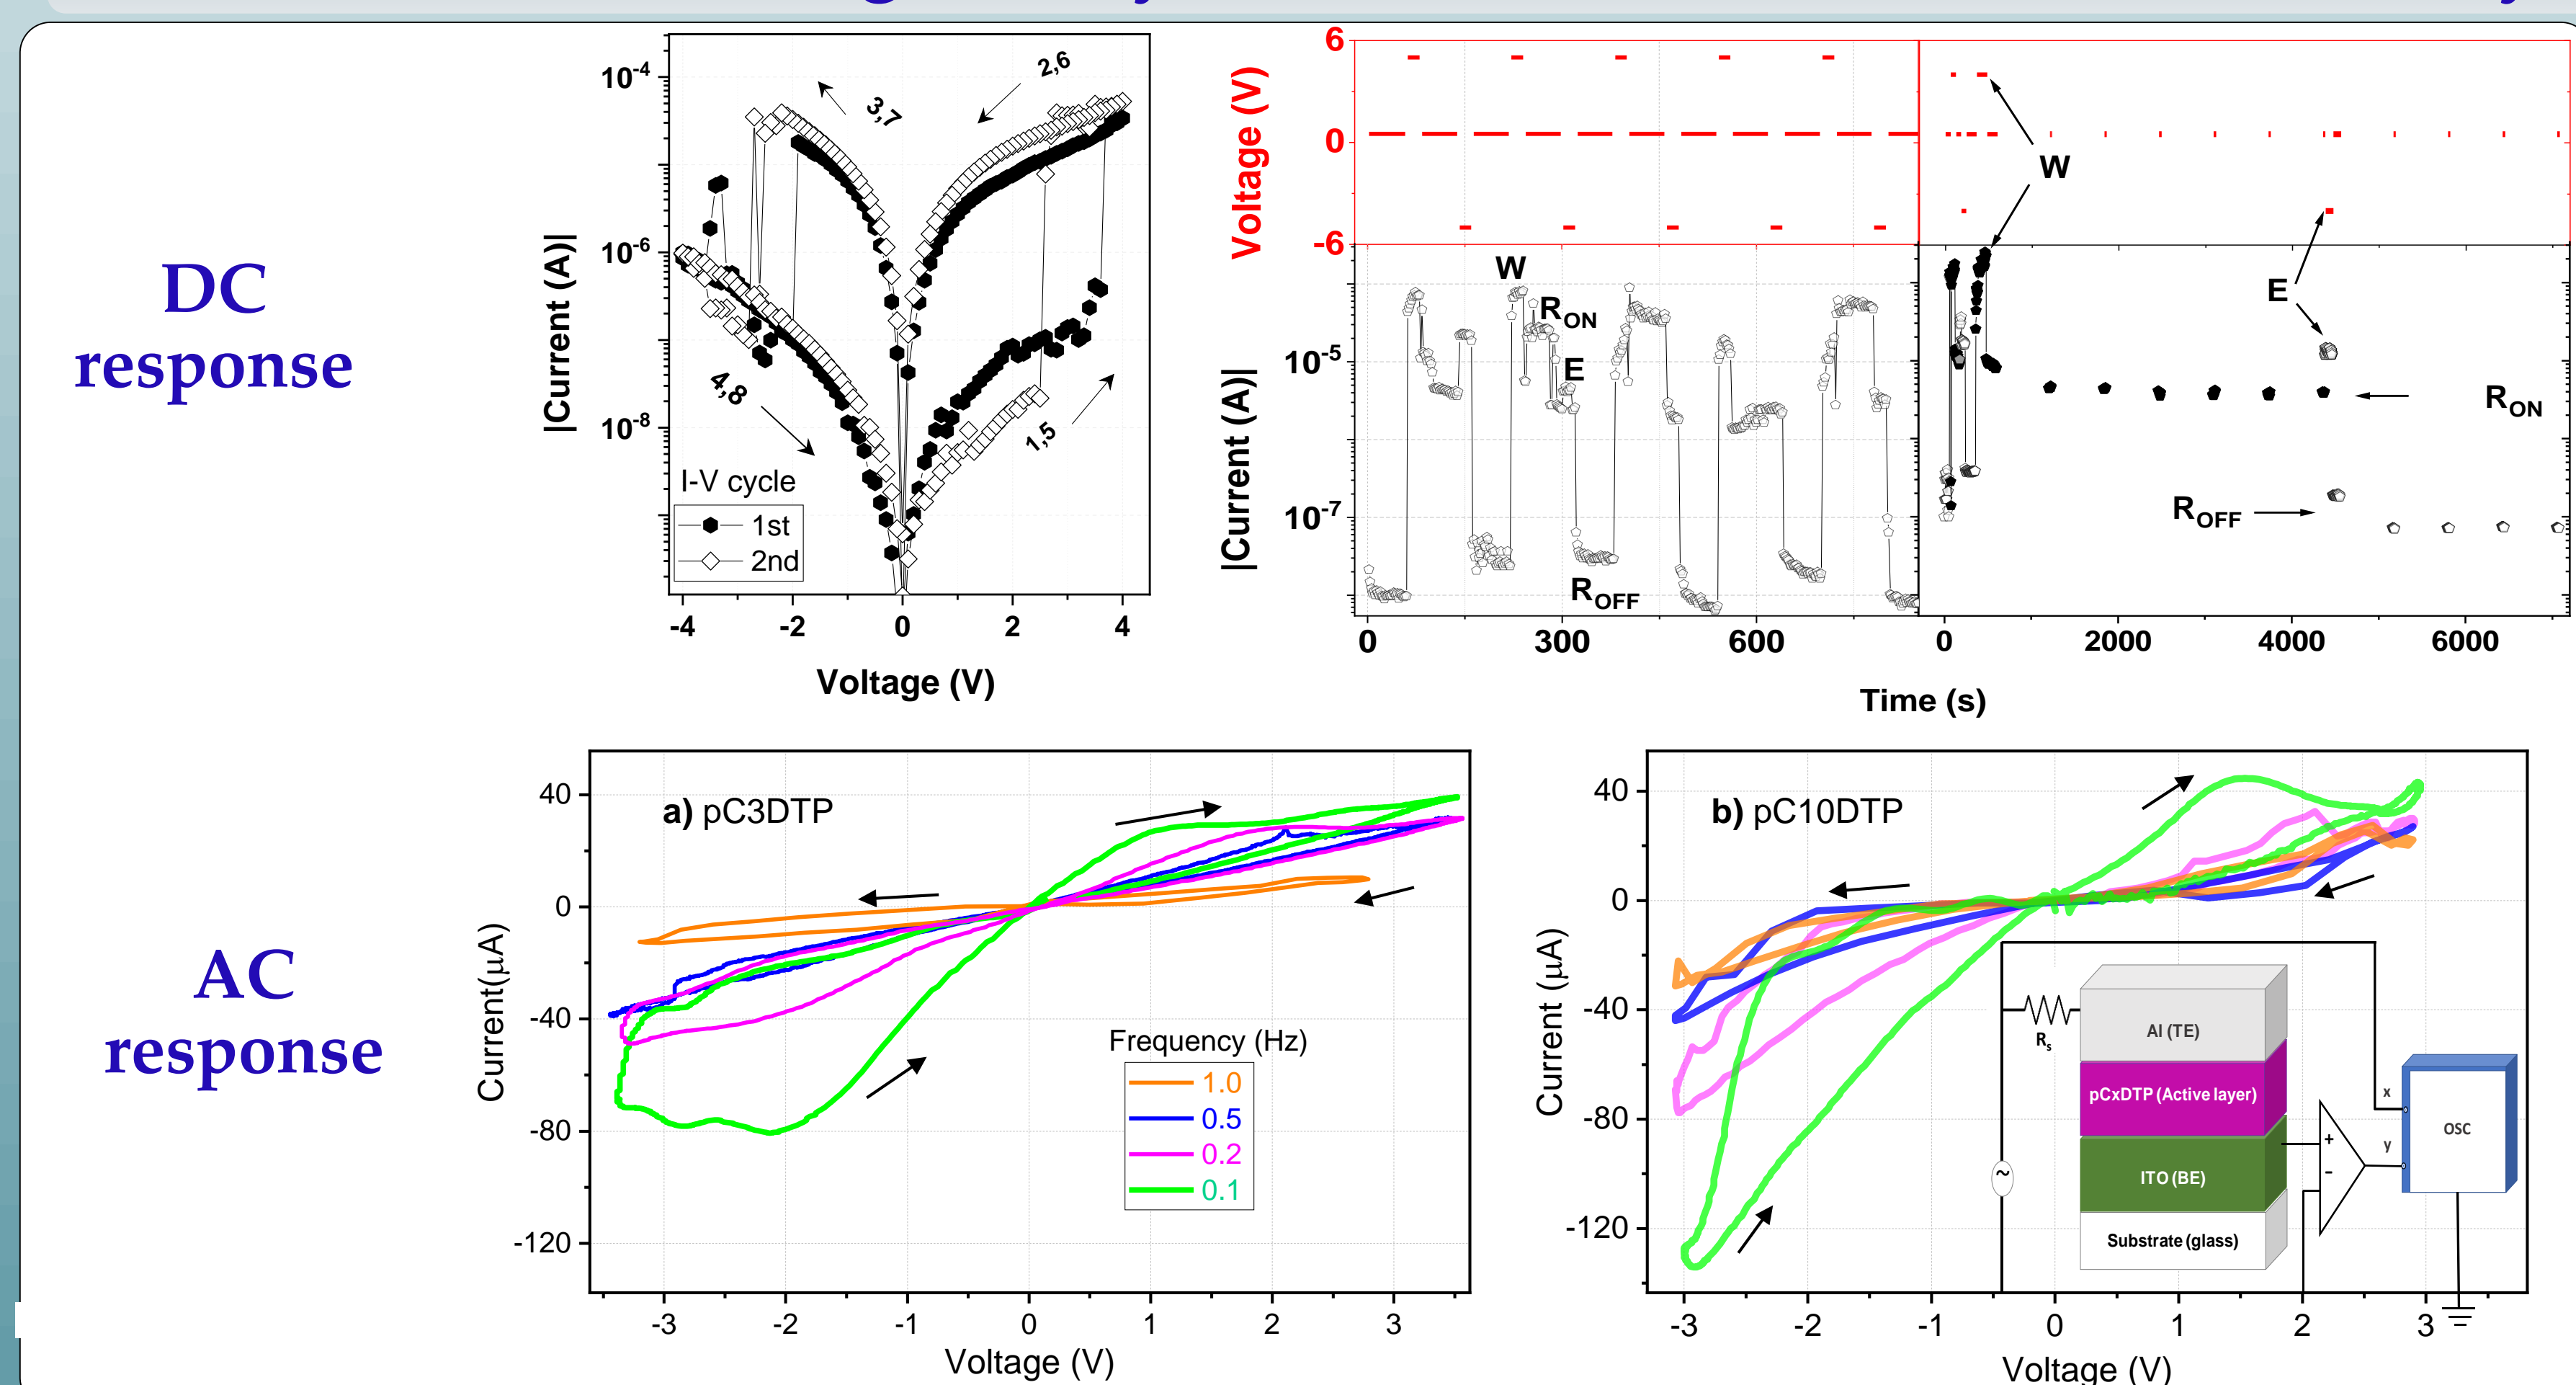 DC
response
10-4
10-6
10-8
|Current (A)|
2,6
3,7
4,8
1,5
I-V cycle
1st
2nd
-4 -2 0 2 4
Voltage (V)
6
0
-6
Voltage (V)
W
E
10-5
10-7
|Current (A)|
W
RON
E
ROFF
RON
ROFF
0 300 600 0 2000 4000 6000
Time (s)
AC
response
40
0
-40
-80
-120
Current(μA)
a) pC3DTP
Frequency (Hz)
1.0
0.5
0.2
0.1
-3 -2 -1 0 1 2 3
Voltage (V)
40
0
-40
-80
-120
Current (μA)
b) pC10DTP
Rs
Al (TE)
pCxDTP (Active layer)
ITO (BE)
Substrate (glass)
~
+
-
x
y
OSC
-3 -2 -1 0 1 2 3
Voltage (V)